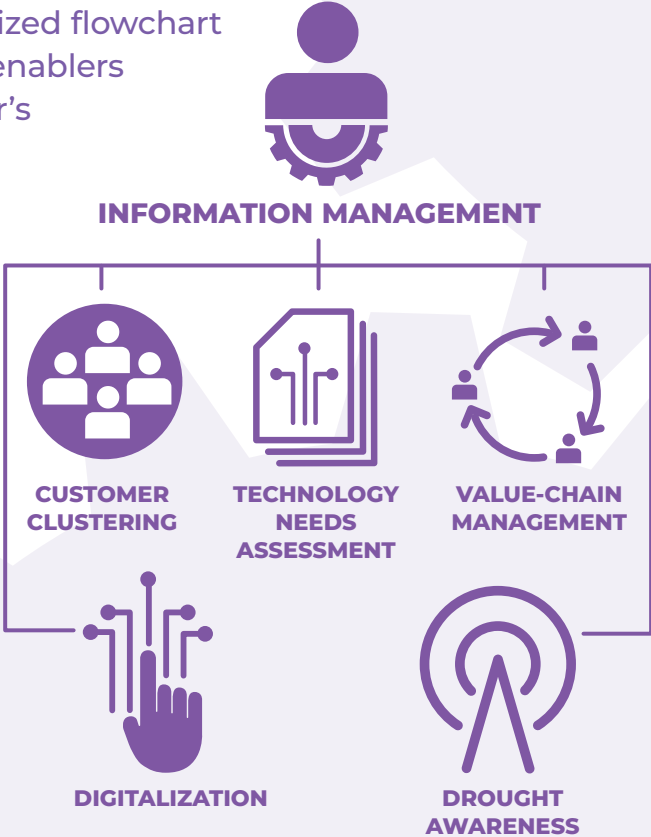 ized flowchart
enablers
r's
INFORMATION MANAGEMENT
CUSTOMER
CLUSTERING
TECHNOLOGY
NEEDS
ASSESSMENT
VALUE-CHAIN
MANAGEMENT
DIGITALIZATION
DROUGHT
AWARENESS